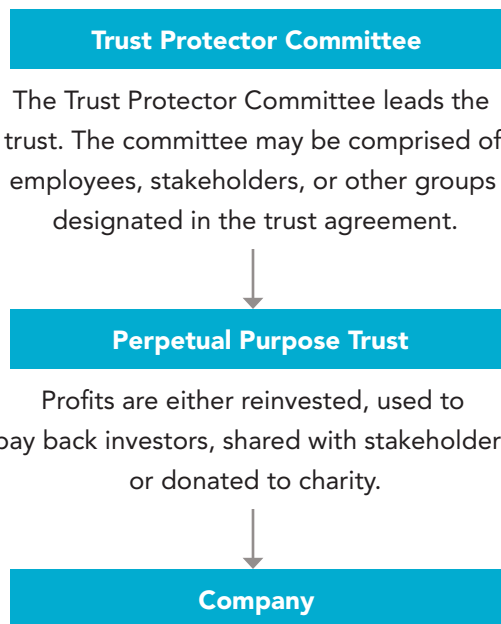 Trust Protector Committee
The Trust Protector Committee leads the
trust. The committee may be comprised of
employees, stakeholders, or other groups
designated in the trust agreement.
Perpetual Purpose Trust
Profits are either reinvested, used to
pay back investors, shared with stakeholder
or donated to charity.
Company